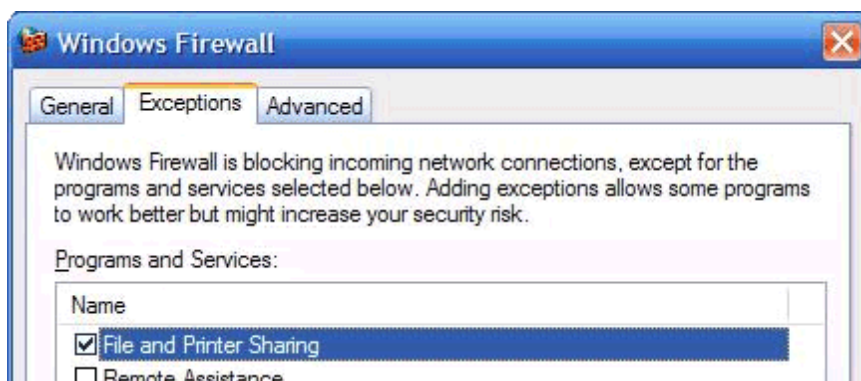 Windows Firewall
General Exceptions Advanced
Windows Firewall is blocking incoming network connections, except for the
programs and services selected below. Adding exceptions allows some programs
to work better but might increase your security risk.
Programs and Services:
Name
File and Printer Sharing
Remote Assistance